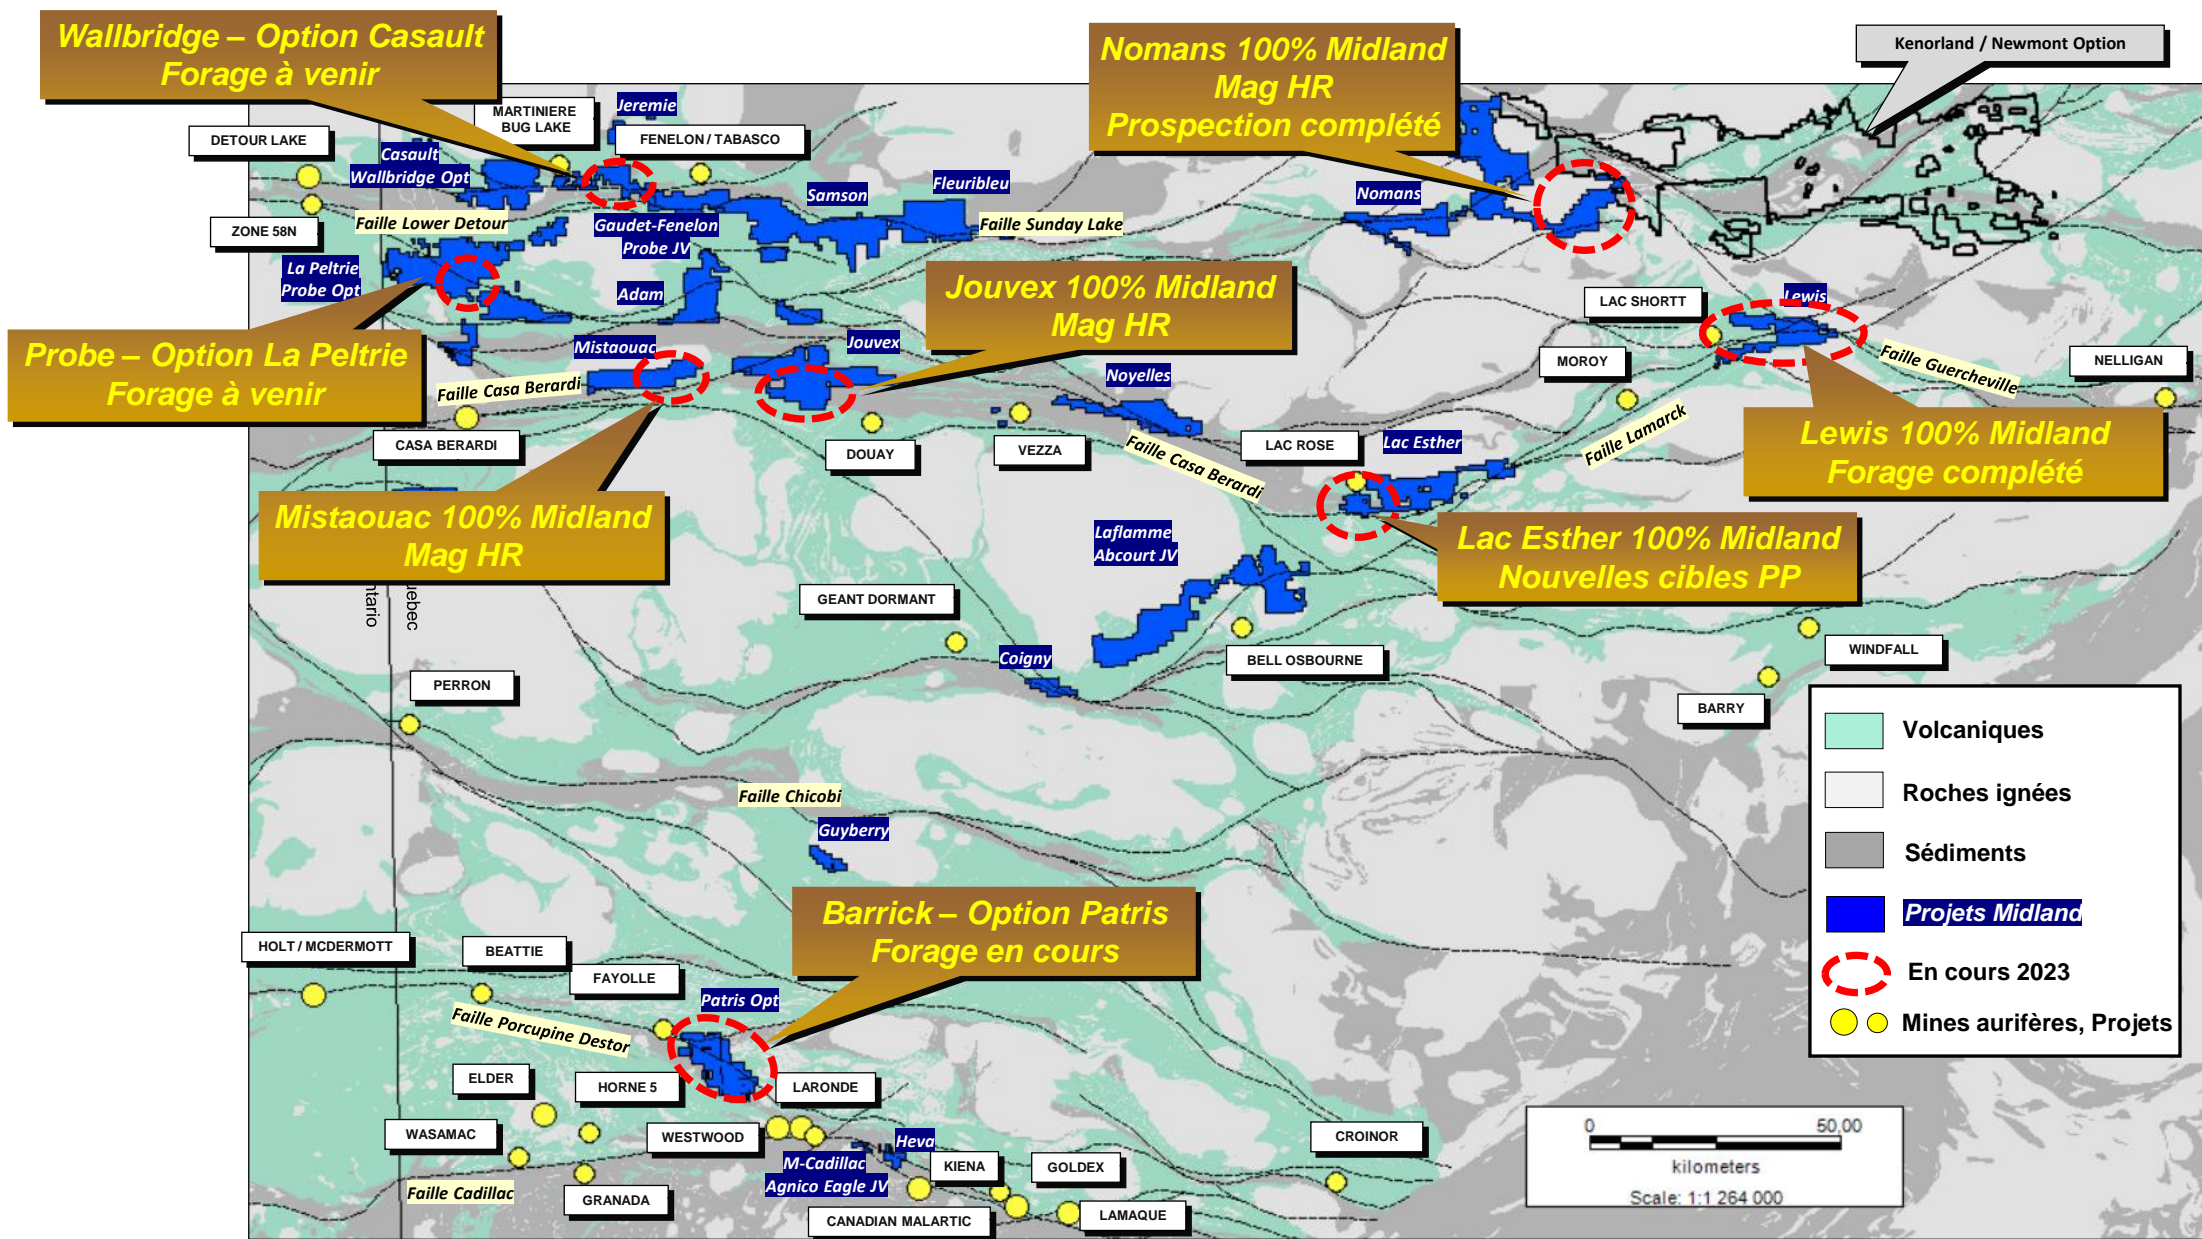 Wallbridge – Option Casault
Forage à venir
Nomans 100% Midland
Mag HR
Prospection complété
Kenorland / Newmont Option
MARTINIERE
BUG LAKE
Jeremie
FENELON / TABASCO
DETOUR LAKE
Casault
Wallbridge Opt
Samson
Fleuribleu
Nomans
ZONE 58N
Faille Lower Detour
Gaudet-Fenelon
Probe JV
Faille Sunday Lake
La Peltrie
Probe Opt
Adam
Jouvex 100% Midland
Mag HR
LAC SHORTT
Lewis
Probe – Option La Peltrie
Forage à venir
Mistaouac
Jouvex
MOROY
Faille Guercheville
NELLIGAN
Faille Casa Berardi
Noyelles
CASA BERARDI
DOUAY
VEZZA
Faille Casa Berardi
LAC ROSE
Lac Esther
Faille Lamarck
Lewis 100% Midland
Forage complété
Mistaouac 100% Midland
Mag HR
Laflamme
Abcourt JV
Lac Esther 100% Midland
Nouvelles cibles PP
ntario
uebec
GEANT DORMANT
Coigny
BELL OSBOURNE
WINDFALL
PERRON
BARRY
Faille Chicobi
Guyberry
Volcaniques
Roches ignées
Sédiments
Projets Midland
En cours 2023
Mines aurifères, Projets
Barrick – Option Patris
Forage en cours
HOLT / MCDERMOTT
BEATTIE
FAYOLLE
Patris Opt
Faille Porcupine Destor
ELDER
HORNE 5
LARONDE
WASAMAC
WESTWOOD
Heva
CROINOR
M-Cadillac
Agnico Eagle JV
KIENA
GOLDEX
Faille Cadillac
GRANADA
CANADIAN MALARTIC
LAMAQUE
0 50,00
kilometers
Scale: 1:1 264 000